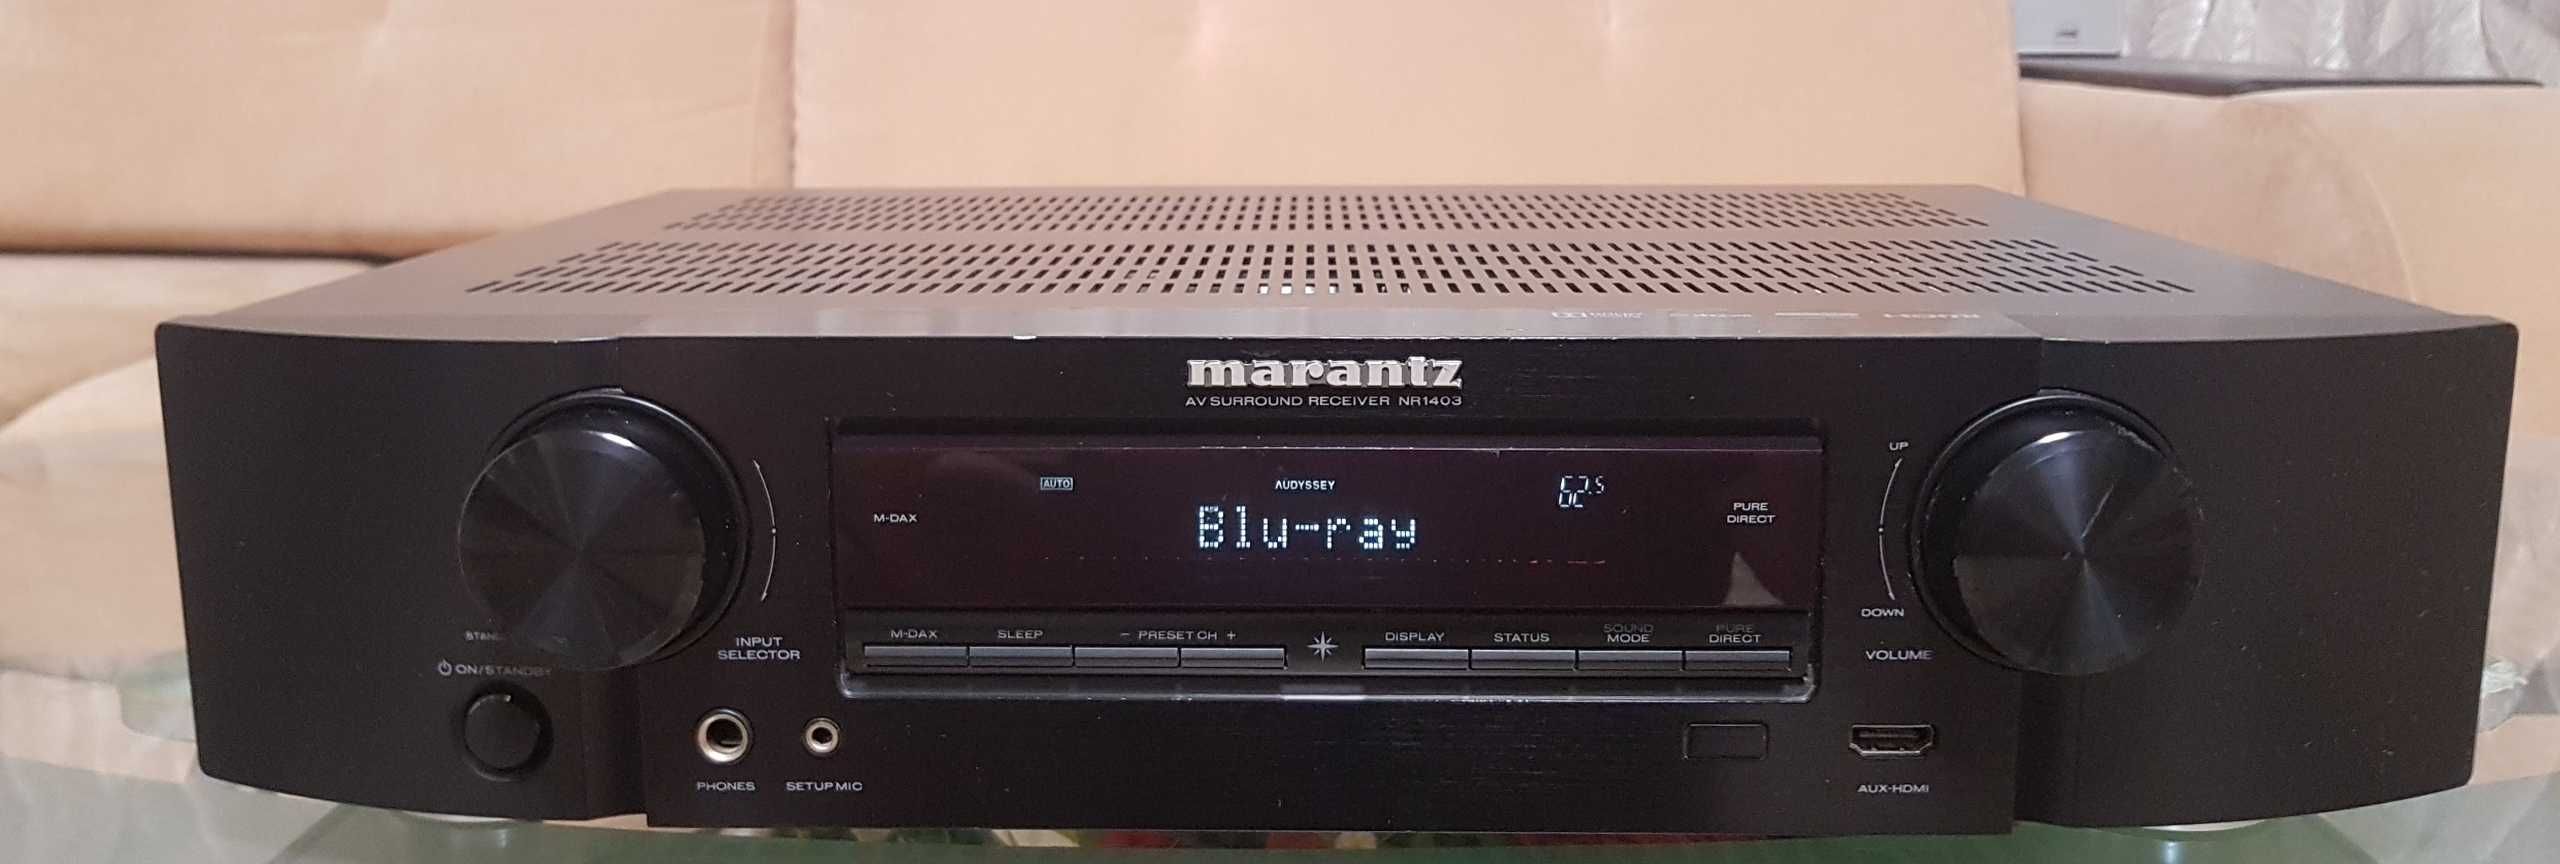 marantz
AV SURROUND RECEIVER NR1403
AUTO
AUDYSSEY
62.5
M-DAX
Blu-ray
PURE
DIRECT
UP
DOWN
VOLUME
INPUT
SELECTOR
ON/STANDBY
M-DAX
SLEEP
- PRESET CH +
DISPLAY
STATUS
SOUND
MODE
PURE
DIRECT
PHONES
SETUP MIC
AUX-HDMI